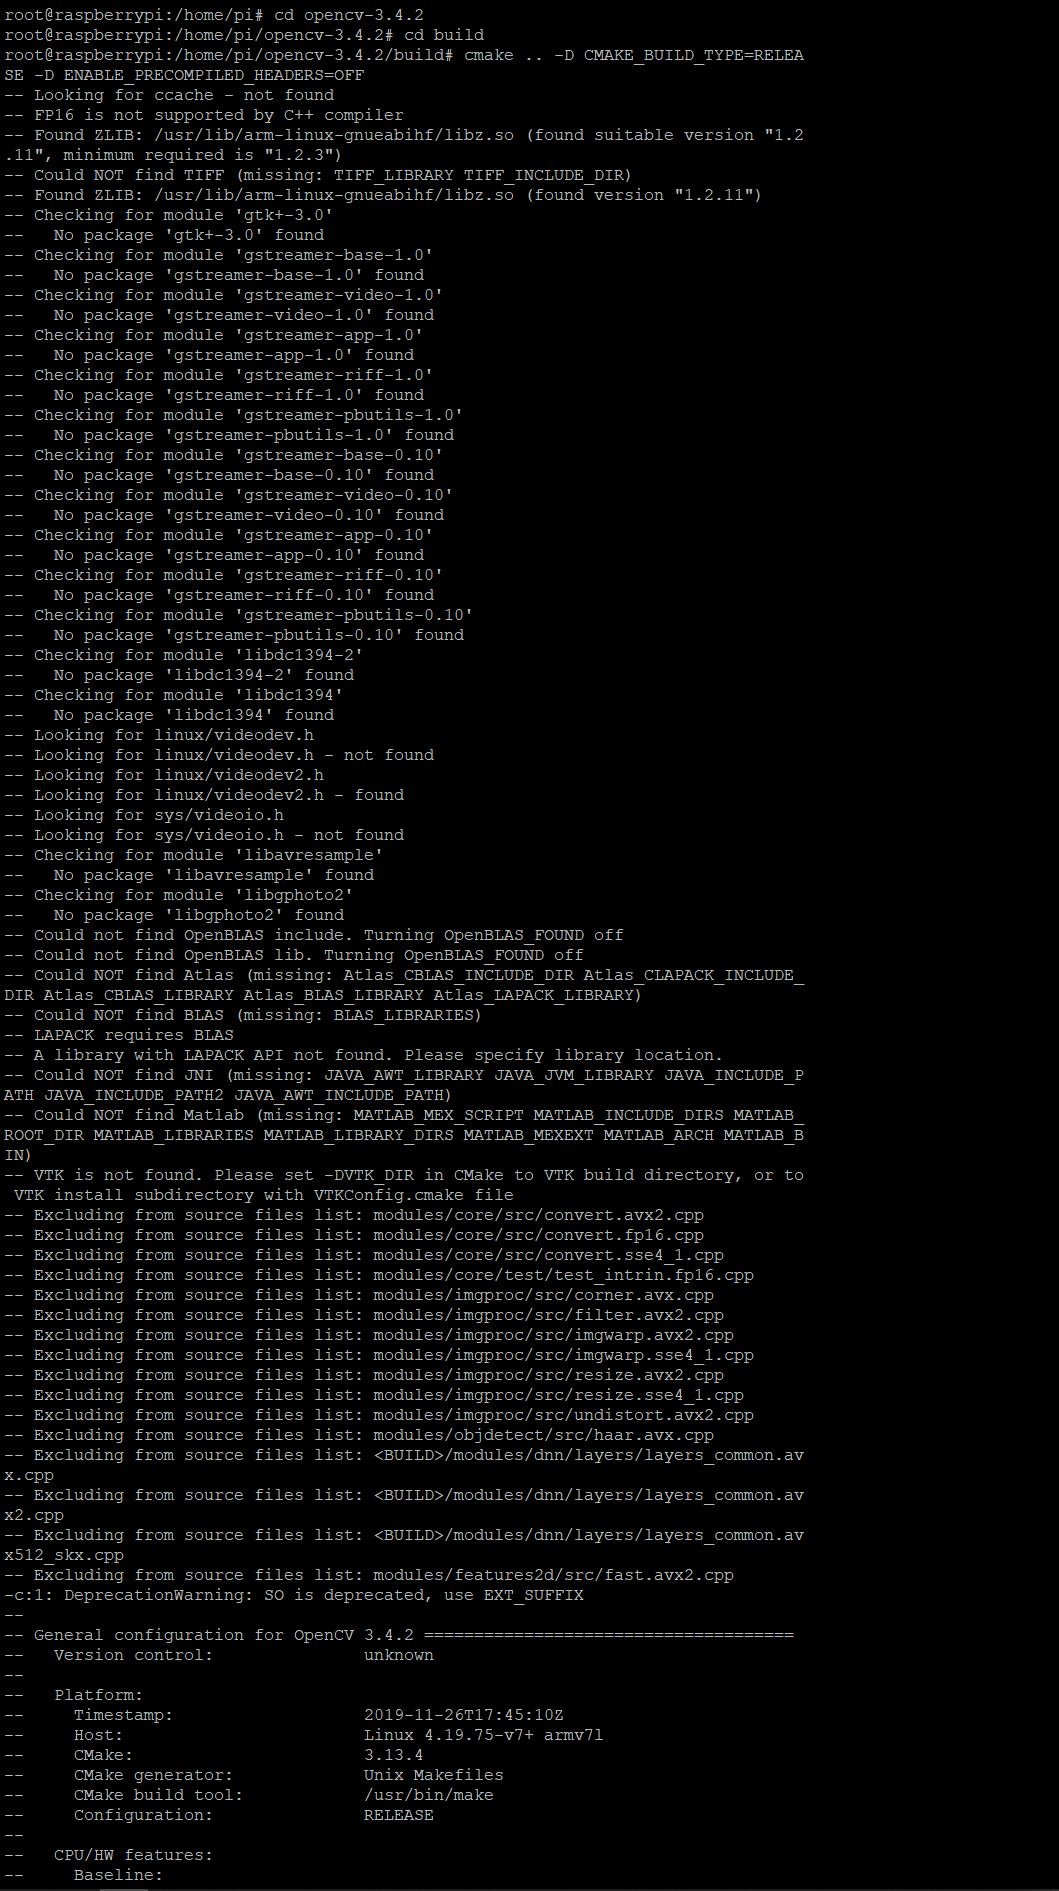 root@raspberrypi:/home/pi# cd opencv-3.4.2
root@raspberrypi:/home/pi/opencv-3.4.2# cd build
root@raspberrypi:/home/pi/opencv-3.4.2/build# cmake .. -D CMAKE_BUILD_TYPE=RELEA
SE -D ENABLE_PRECOMPILED_HEADERS=OFF
-- Looking for ccache - not found
-- FP16 is not supported by C++ compiler
-- Found ZLIB: /usr/lib/arm-linux-gnueabihf/libz.so (found suitable version "1.2
.11", minimum required is "1.2.3")
-- Could NOT find TIFF (missing: TIFF_LIBRARY TIFF_INCLUDE_DIR)
-- Found ZLIB: /usr/lib/arm-linux-gnueabihf/libz.so (found version "1.2.11")
-- Checking for module 'gtk+-3.0'
--   No package 'gtk+-3.0' found
-- Checking for module 'gstreamer-base-1.0'
--   No package 'gstreamer-base-1.0' found
-- Checking for module 'gstreamer-video-1.0'
--   No package 'gstreamer-video-1.0' found
-- Checking for module 'gstreamer-app-1.0'
--   No package 'gstreamer-app-1.0' found
-- Checking for module 'gstreamer-riff-1.0'
--   No package 'gstreamer-riff-1.0' found
-- Checking for module 'gstreamer-pbutils-1.0'
--   No package 'gstreamer-pbutils-1.0' found
-- Checking for module 'gstreamer-base-0.10'
--   No package 'gstreamer-base-0.10' found
-- Checking for module 'gstreamer-video-0.10'
--   No package 'gstreamer-video-0.10' found
-- Checking for module 'gstreamer-app-0.10'
--   No package 'gstreamer-app-0.10' found
-- Checking for module 'gstreamer-riff-0.10'
--   No package 'gstreamer-riff-0.10' found
-- Checking for module 'gstreamer-pbutils-0.10'
--   No package 'gstreamer-pbutils-0.10' found
-- Checking for module 'libdc1394-2'
--   No package 'libdc1394-2' found
-- Checking for module 'libdc1394'
--   No package 'libdc1394' found
-- Looking for linux/videodev.h
-- Looking for linux/videodev.h - not found
-- Looking for linux/videodev2.h
-- Looking for linux/videodev2.h - found
-- Looking for sys/videoio.h
-- Looking for sys/videoio.h - not found
-- Checking for module 'libavresample'
--   No package 'libavresample' found
-- Checking for module 'libgphoto2'
--   No package 'libgphoto2' found
-- Could not find OpenBLAS include. Turning OpenBLAS_FOUND off
-- Could not find OpenBLAS lib. Turning OpenBLAS_FOUND off
-- Could NOT find Atlas (missing: Atlas_CBLAS_INCLUDE_DIR Atlas_CLAPACK_INCLUDE_
DIR Atlas_CBLAS_LIBRARY Atlas_BLAS_LIBRARY Atlas_LAPACK_LIBRARY)
-- Could NOT find BLAS (missing: BLAS_LIBRARIES)
-- LAPACK requires BLAS
-- A library with LAPACK API not found. Please specify library location.
-- Could NOT find JNI (missing: JAVA_AWT_LIBRARY JAVA_JVM_LIBRARY JAVA_INCLUDE_P
ATH JAVA_INCLUDE_PATH2 JAVA_AWT_INCLUDE_PATH)
-- Could NOT find Matlab (missing: MATLAB_MEX_SCRIPT MATLAB_INCLUDE_DIRS MATLAB_
ROOT_DIR MATLAB_LIBRARIES MATLAB_LIBRARY_DIRS MATLAB_MEXEXT MATLAB_ARCH MATLAB_B
IN)
-- VTK is not found. Please set -DVTK_DIR in CMake to VTK build directory, or to
 VTK install subdirectory with VTKConfig.cmake file
-- Excluding from source files list: modules/core/src/convert.avx2.cpp
-- Excluding from source files list: modules/core/src/convert.fp16.cpp
-- Excluding from source files list: modules/core/src/convert.sse4_1.cpp
-- Excluding from source files list: modules/core/test/test_intrin.fp16.cpp
-- Excluding from source files list: modules/imgproc/src/corner.avx.cpp
-- Excluding from source files list: modules/imgproc/src/filter.avx2.cpp
-- Excluding from source files list: modules/imgproc/src/imgwarp.avx2.cpp
-- Excluding from source files list: modules/imgproc/src/imgwarp.sse4_1.cpp
-- Excluding from source files list: modules/imgproc/src/resize.avx2.cpp
-- Excluding from source files list: modules/imgproc/src/resize.sse4_1.cpp
-- Excluding from source files list: modules/imgproc/src/undistort.avx2.cpp
-- Excluding from source files list: modules/objdetect/src/haar.avx.cpp
-- Excluding from source files list: <BUILD>/modules/dnn/layers/layers_common.av
x.cpp
-- Excluding from source files list: <BUILD>/modules/dnn/layers/layers_common.av
x2.cpp
-- Excluding from source files list: <BUILD>/modules/dnn/layers/layers_common.av
x512_skx.cpp
-- Excluding from source files list: modules/features2d/src/fast.avx2.cpp
-c:1: DeprecationWarning: SO is deprecated, use EXT_SUFFIX
--
-- General configuration for OpenCV 3.4.2 =====================================
--   Version control:               unknown
--
--   Platform:
--     Timestamp:                   2019-11-26T17:45:10Z
--     Host:                        Linux 4.19.75-v7+ armv7l
--     CMake:                       3.13.4
--     CMake generator:             Unix Makefiles
--     CMake build tool:            /usr/bin/make
--     Configuration:               RELEASE
--
--   CPU/HW features:
--     Baseline: